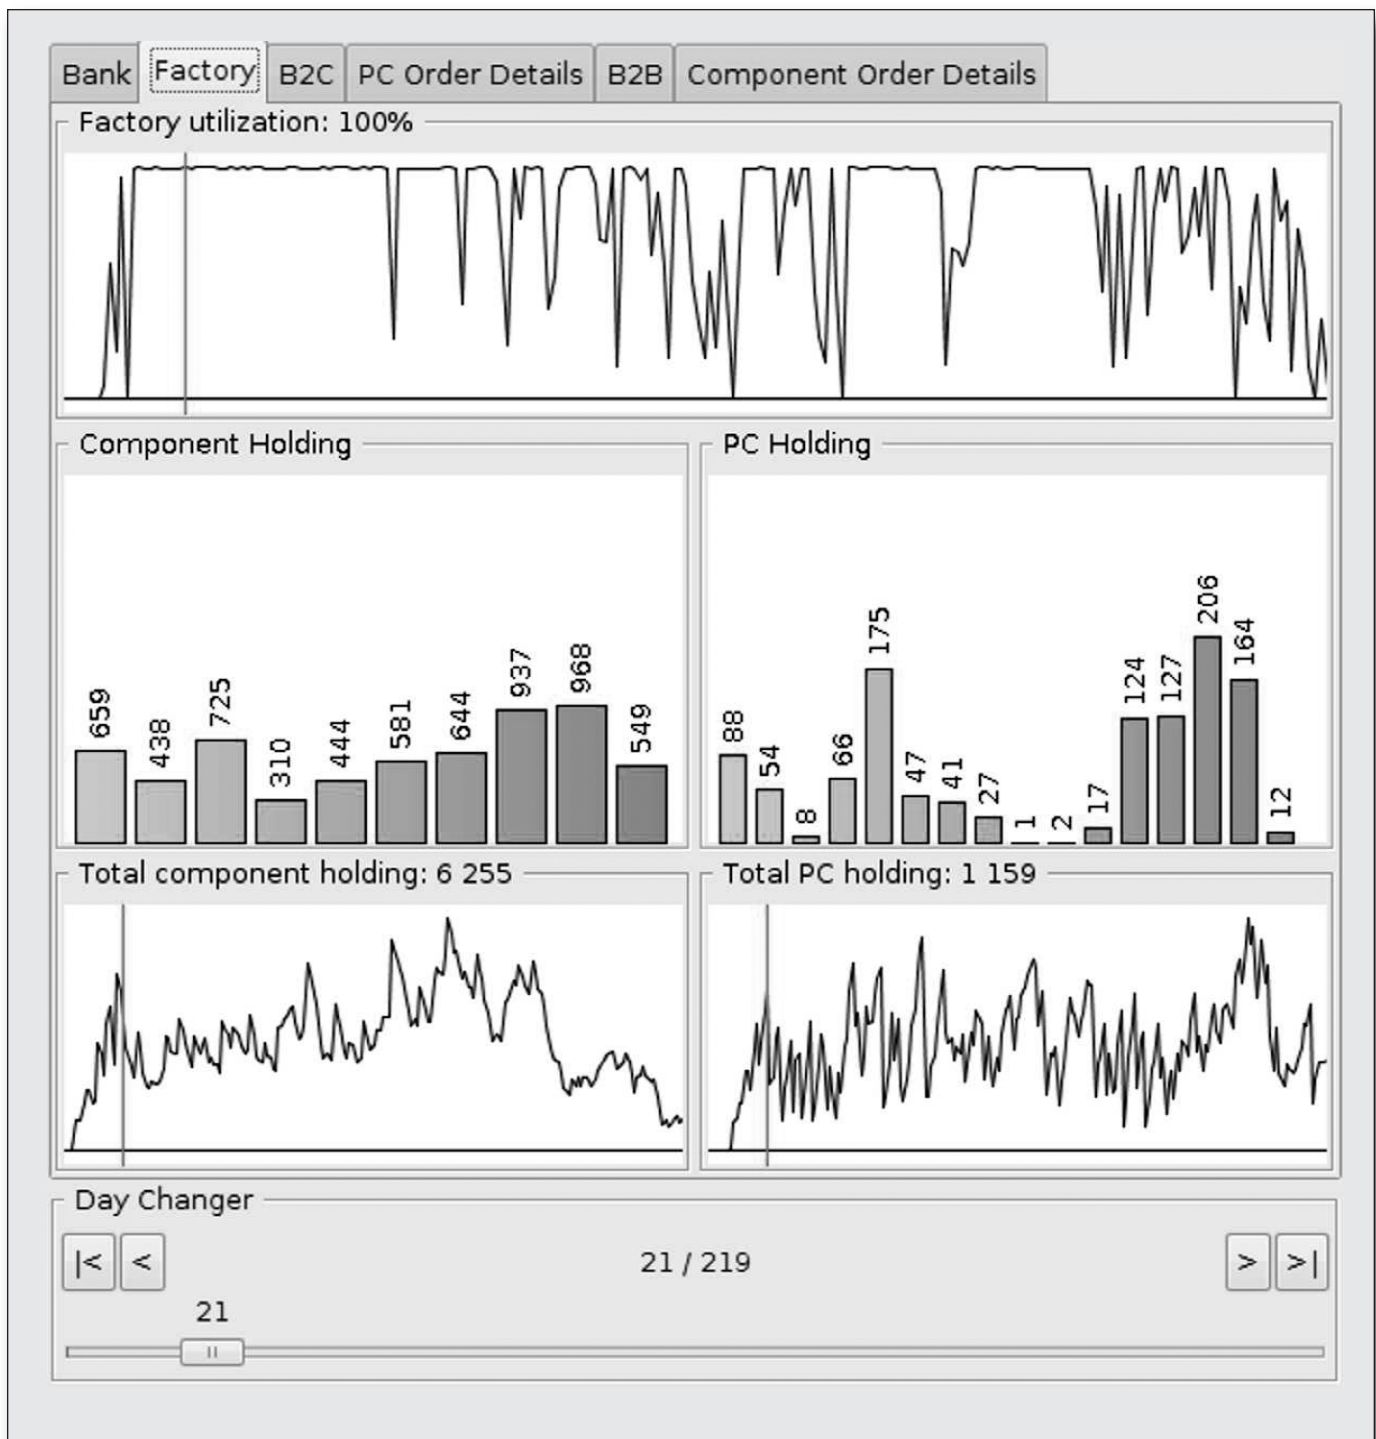 Bank Factory B2C PC Order Details B2B Component Order Details
Factory utilization: 100%
Component Holding
659 438 725 310 444 581 644 937 968 549
PC Holding
88 54 8 66 175 47 41 27 1 2 17 124 127 206 164 12
Total component holding: 6 255
Total PC holding: 1 159
Day Changer
|< < 21 / 219 > >|
21